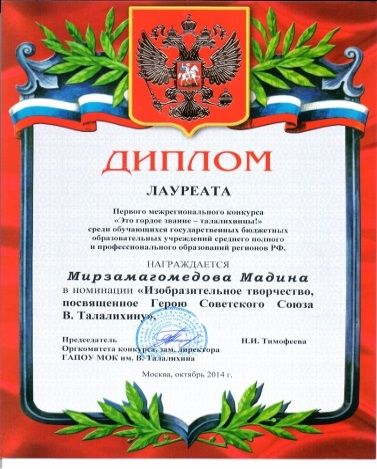 ДИПЛОМ
ЛАУРЕАТА
Первого межрегионального конкурса
«Это гордое звание – талалихинцы!»
среди обучающихся государственных бюджетных
образовательных учреждений среднего полного
и профессионального образований регионов РФ.
НАГРАЖДАЕТСЯ
Мирзамагомедова Мадина
в номинации «Изобразительное творчество,
посвященное Герою Советского Союза
В. Талалихину».
Председатель Н.Н. Тимофеева
Оргкомитета конкурса, зам. директора
ГАПОУ МОК им. В. Талалихина
Москва, октябрь 2014 г.